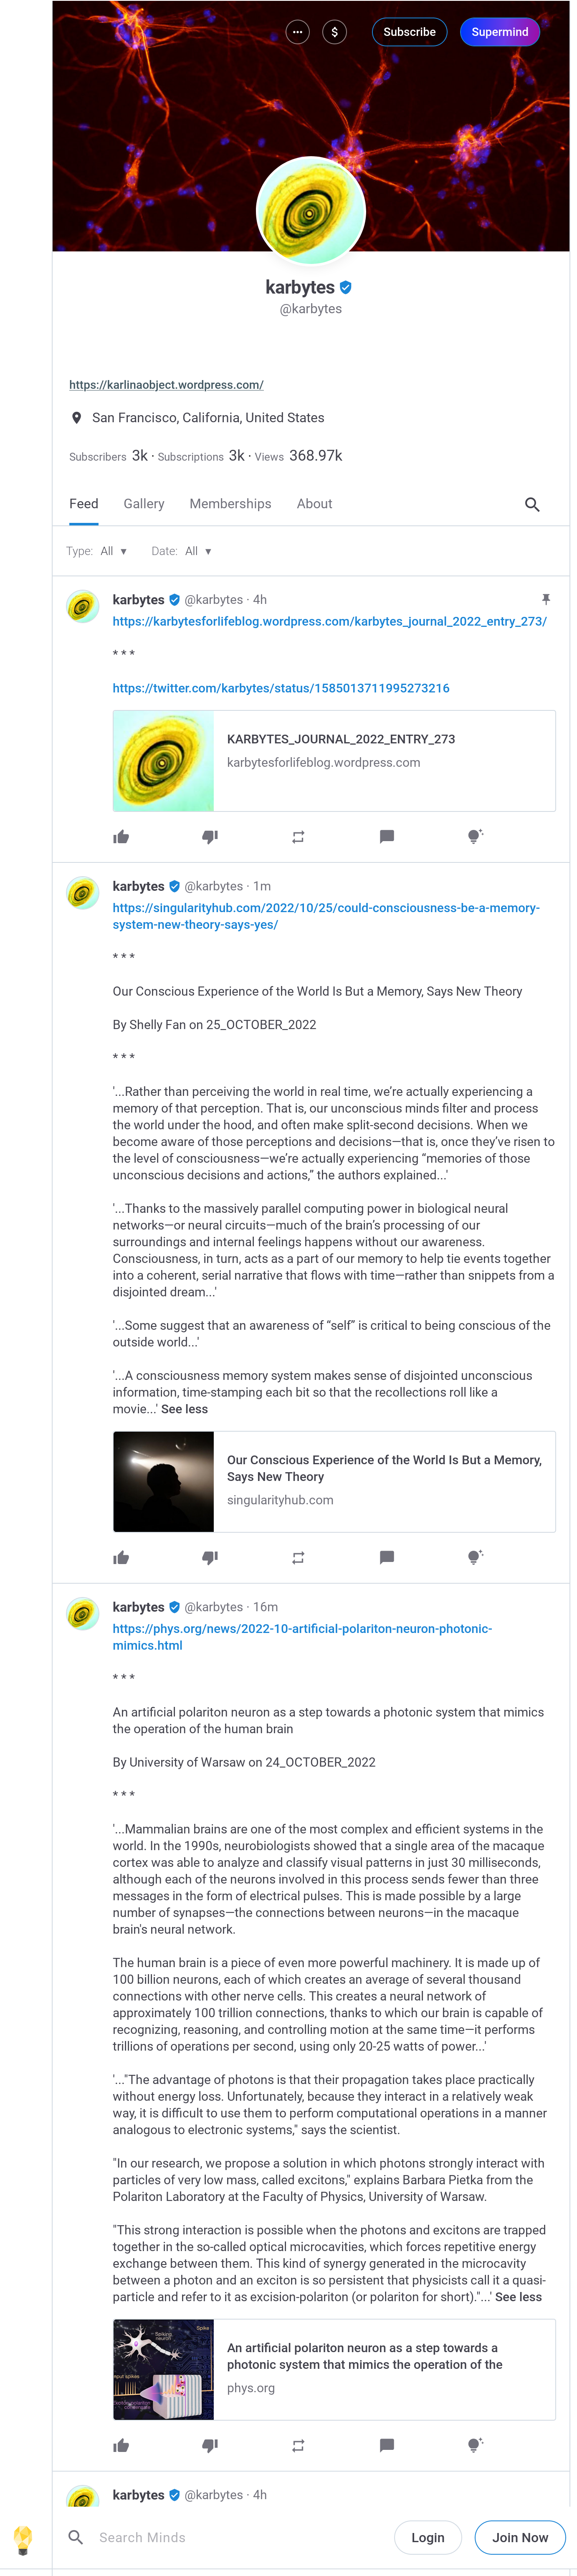 Subscribe
Supermind
karbytes
@karbytes
https://karlinaobject.wordpress.com/
San Francisco, California, United States
Subscribers 3k · Subscriptions 3k · Views 368.97k
Feed Gallery Memberships About
Type: All ▼ Date: All ▼
karbytes @karbytes · 4h
https://karbytesforlifeblog.wordpress.com/karbytes_journal_2022_entry_273/
* * *
https://twitter.com/karbytes/status/1585013711995273216
KARBYTES_JOURNAL_2022_ENTRY_273
karbytesforlifeblog.wordpress.com
karbytes @karbytes · 1m
https://singularityhub.com/2022/10/25/could-consciousness-be-a-memory-
system-new-theory-says-yes/
* * *
Our Conscious Experience of the World Is But a Memory, Says New Theory
By Shelly Fan on 25_OCTOBER_2022
* * *
'...Rather than perceiving the world in real time, we’re actually experiencing a
memory of that perception. That is, our unconscious minds filter and process
the world under the hood, and often make split-second decisions. When we
become aware of those perceptions and decisions—that is, once they’ve risen to
the level of consciousness—we’re actually experiencing “memories of those
unconscious decisions and actions,” the authors explained...'
'...Thanks to the massively parallel computing power in biological neural
networks—or neural circuits—much of the brain’s processing of our
surroundings and internal feelings happens without our awareness.
Consciousness, in turn, acts as a part of our memory to help tie events together
into a coherent, serial narrative that flows with time—rather than snippets from a
disjointed dream...'
'...Some suggest that an awareness of “self” is critical to being conscious of the
outside world...'
'...A consciousness memory system makes sense of disjointed unconscious
information, time-stamping each bit so that the recollections roll like a
movie...' See less
Our Conscious Experience of the World Is But a Memory,
Says New Theory
singularityhub.com
karbytes @karbytes · 16m
https://phys.org/news/2022-10-artificial-polariton-neuron-photonic-
mimics.html
* * *
An artificial polariton neuron as a step towards a photonic system that mimics
the operation of the human brain
By University of Warsaw on 24_OCTOBER_2022
* * *
'...Mammalian brains are one of the most complex and efficient systems in the
world. In the 1990s, neurobiologists showed that a single area of the macaque
cortex was able to analyze and classify visual patterns in just 30 milliseconds,
although each of the neurons involved in this process sends fewer than three
messages in the form of electrical pulses. This is made possible by a large
number of synapses—the connections between neurons—in the macaque
brain's neural network.
The human brain is a piece of even more powerful machinery. It is made up of
100 billion neurons, each of which creates an average of several thousand
connections with other nerve cells. This creates a neural network of
approximately 100 trillion connections, thanks to which our brain is capable of
recognizing, reasoning, and controlling motion at the same time—it performs
trillions of operations per second, using only 20-25 watts of power...'
'..."The advantage of photons is that their propagation takes place practically
without energy loss. Unfortunately, because they interact in a relatively weak
way, it is difficult to use them to perform computational operations in a manner
analogous to electronic systems," says the scientist.
"In our research, we propose a solution in which photons strongly interact with
particles of very low mass, called excitons," explains Barbara Pietka from the
Polariton Laboratory at the Faculty of Physics, University of Warsaw.
"This strong interaction is possible when the photons and excitons are trapped
together in the so-called optical microcavities, which forces repetitive energy
exchange between them. This kind of synergy generated in the microcavity
between a photon and an exciton is so persistent that physicists call it a quasi-
particle and refer to it as excision-polariton (or polariton for short)."...' See less
Spike
Spiking
neuron
An artificial polariton neuron as a step towards a
photonic system that mimics the operation of the
phys.org
karbytes @karbytes · 4h
Search Minds
Login
Join Now